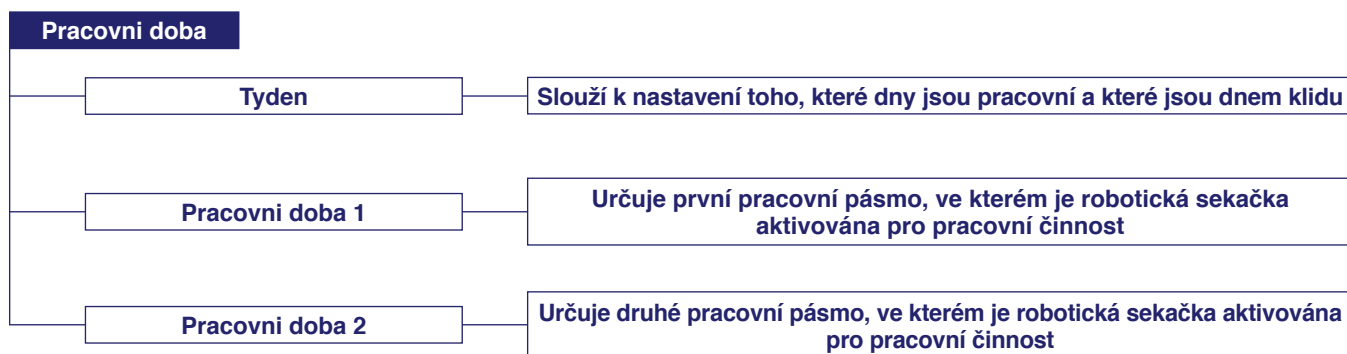 Pracovni doba
Tyden
Slouží k nastavení toho, které dny jsou pracovní a které jsou dnem klidu
Pracovni doba 1
Určuje první pracovní pásmo, ve kterém je robotická sekačka
aktivována pro pracovní činnost
Pracovni doba 2
Určuje druhé pracovní pásmo, ve kterém je robotická sekačka aktivována
pro pracovní činnost